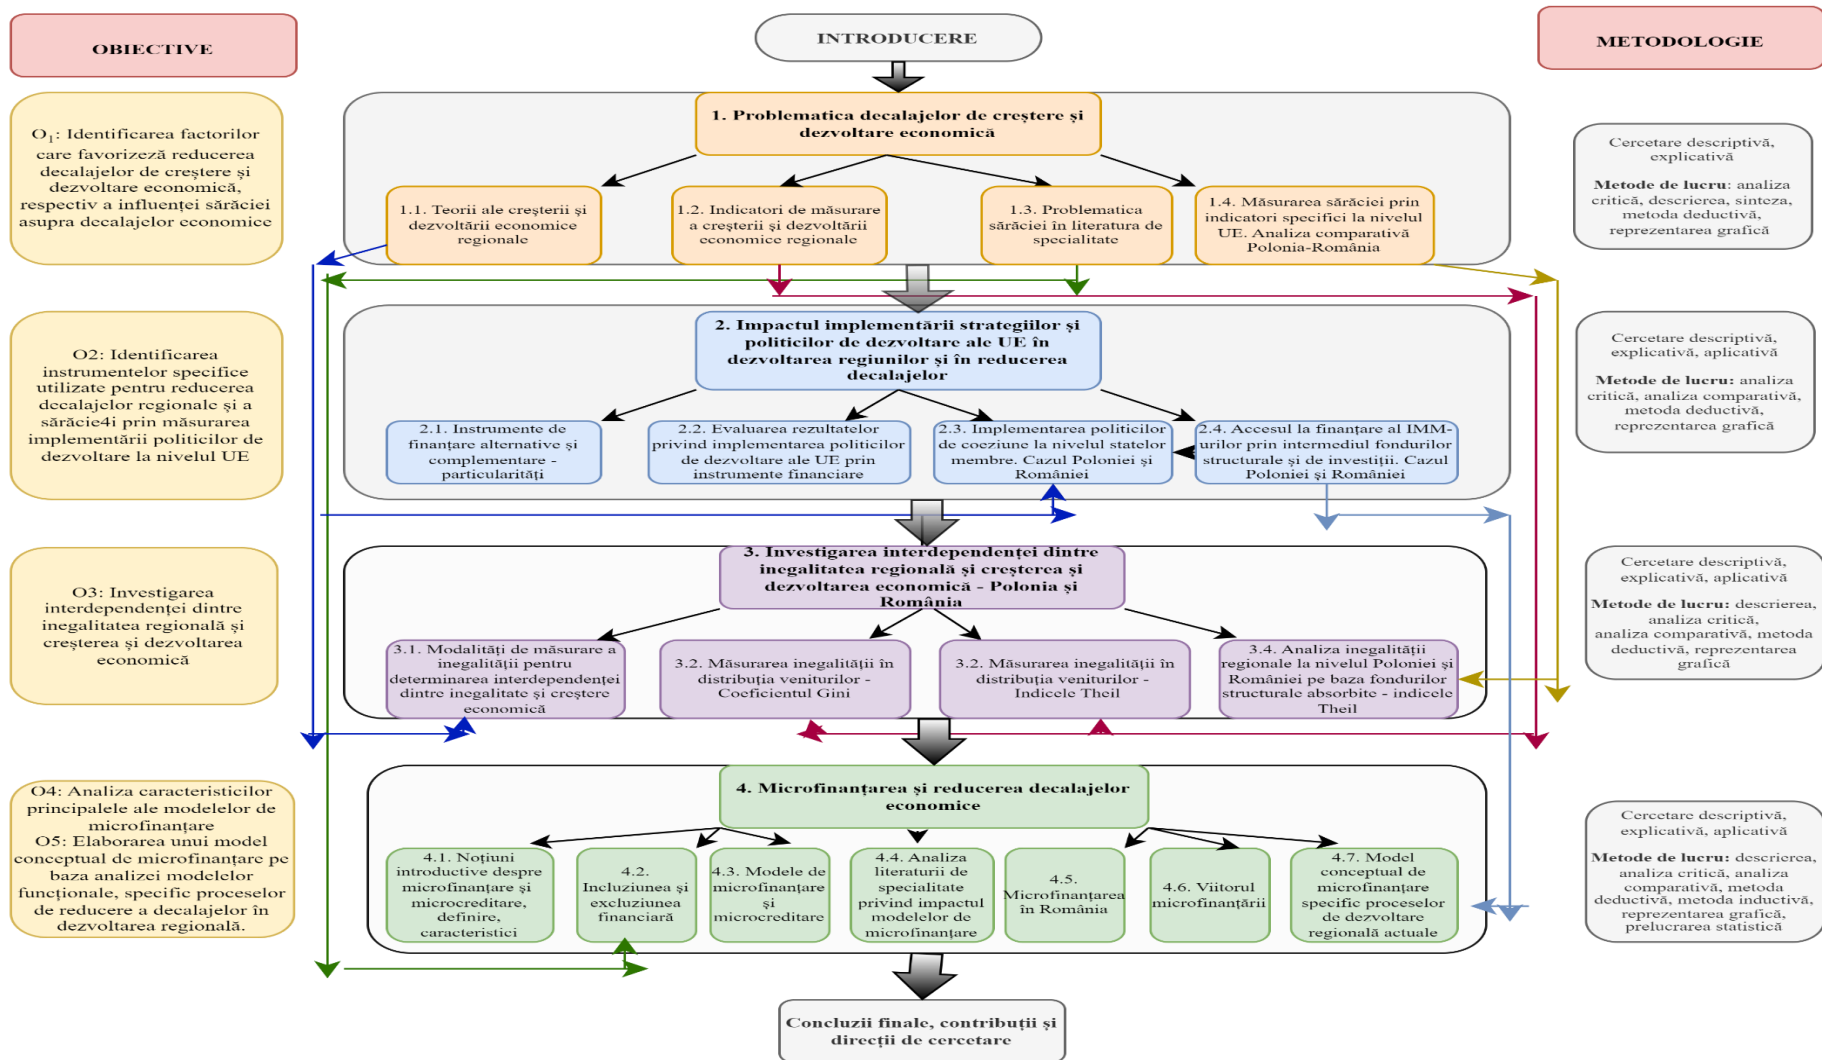 OBIECTIVE
INTRODUCERE
METODOLOGIE
O1: Identificarea factorilor
care favorizeză reducerea
decalajelor de creștere și
dezvoltare economică,
respectiv a influenței sărăciei
asupra decalajelor economice
1. Problematica decalajelor de creștere și
dezvoltare economică
1.1. Teorii ale creșterii și
dezvoltării economice
regionale
1.2. Indicatori de măsurare
a creșterii și dezvoltării
economice regionale
1.3. Problematica
sărăciei în literatura de
specialitate
1.4. Măsurarea sărăciei prin
indicatori specifici la nivelul
UE. Analiza comparativă
Polonia-România
Cercetare descriptivă,
explicativă
Metode de lucru: analiza
critică, descrierea, sinteza,
metoda deductivă,
reprezentarea grafică
O2: Identificarea
instrumentelor specifice
utilizate pentru reducerea
decalajelor regionale și a
sărăcie4i prin măsurarea
implementării politicilor de
dezvoltare la nivelul UE
2. Impactul implementării strategiilor și
politicilor de dezvoltare ale UE în
dezvoltarea regiunilor și în reducerea
decalajelor
2.1. Instrumente de
finanțare alternative și
complementare -
particularități
2.2. Evaluarea rezultatelor
privind implementarea politicilor
de dezvoltare ale UE prin
instrumente financiare
2.3. Implementarea politicilor
de coeziune la nivelul statelor
membre. Cazul Poloniei și
României
2.4. Accesul la finanțare al IMM-
urilor prin intermediul fondurilor
structurale și de investiții. Cazul
Poloniei și României
Cercetare descriptivă,
explicativă, aplicativă
Metode de lucru: analiza
critică, analiza comparativă,
metoda deductivă,
reprezentarea grafică
O3: Investigarea
interdependenței dintre
inegalitatea regională și
creșterea și dezvoltarea
economică
3. Investigarea interdependenței dintre
inegalitatea regională și creșterea și
dezvoltarea economică - Polonia și
România
3.1. Modalități de măsurare a
inegalității pentru
determinarea interdependenței
dintre inegalitate și creștere
economică
3.2. Măsurarea inegalității în
distribuția veniturilor -
Coeficientul Gini
3.2. Măsurarea inegalității în
distribuția veniturilor -
Indicele Theil
3.4. Analiza inegalității
regionale la nivelul Poloniei și
României pe baza fondurilor
structurale absorbite - indicele
Theil
Cercetare descriptivă,
explicativă, aplicativă
Metode de lucru: descrierea,
analiza critică,
analiza comparativă, metoda
deductivă, reprezentarea
grafică
O4: Analiza caracteristicilor
principalele ale modelelor de
microfinanțare
O5: Elaborarea unui model
conceptual de microfinanțare pe
baza analizei modelelor
funcționale, specific proceselor
de reducere a decalajelor în
dezvoltarea regională.
4. Microfinanțarea și reducerea decalajelor
economice
4.1. Noțiuni
introductive despre
microfinanțare și
microcreditare,
definire,
caracteristici
4.2.
Incluziunea și
excluziunea
financiară
4.3. Modele de
microfinanțare
și
microcreditare
4.4. Analiza
literaturii de
specialitate
privind impactul
modelelor de
microfinanțare
4.5.
Microfinanțarea
în România
4.6. Viitorul
microfinanțării
4.7. Model
conceptual de
microfinanțare
specific proceselor
de dezvoltare
regională actuale
Cercetare descriptivă,
explicativă, aplicativă
Metode de lucru: descrierea,
analiza critică, analiza
comparativă, metoda
deductivă, metoda inductivă,
reprezentarea grafică,
prelucrarea statistică
Concluzii finale, contribuții și
direcții de cercetare